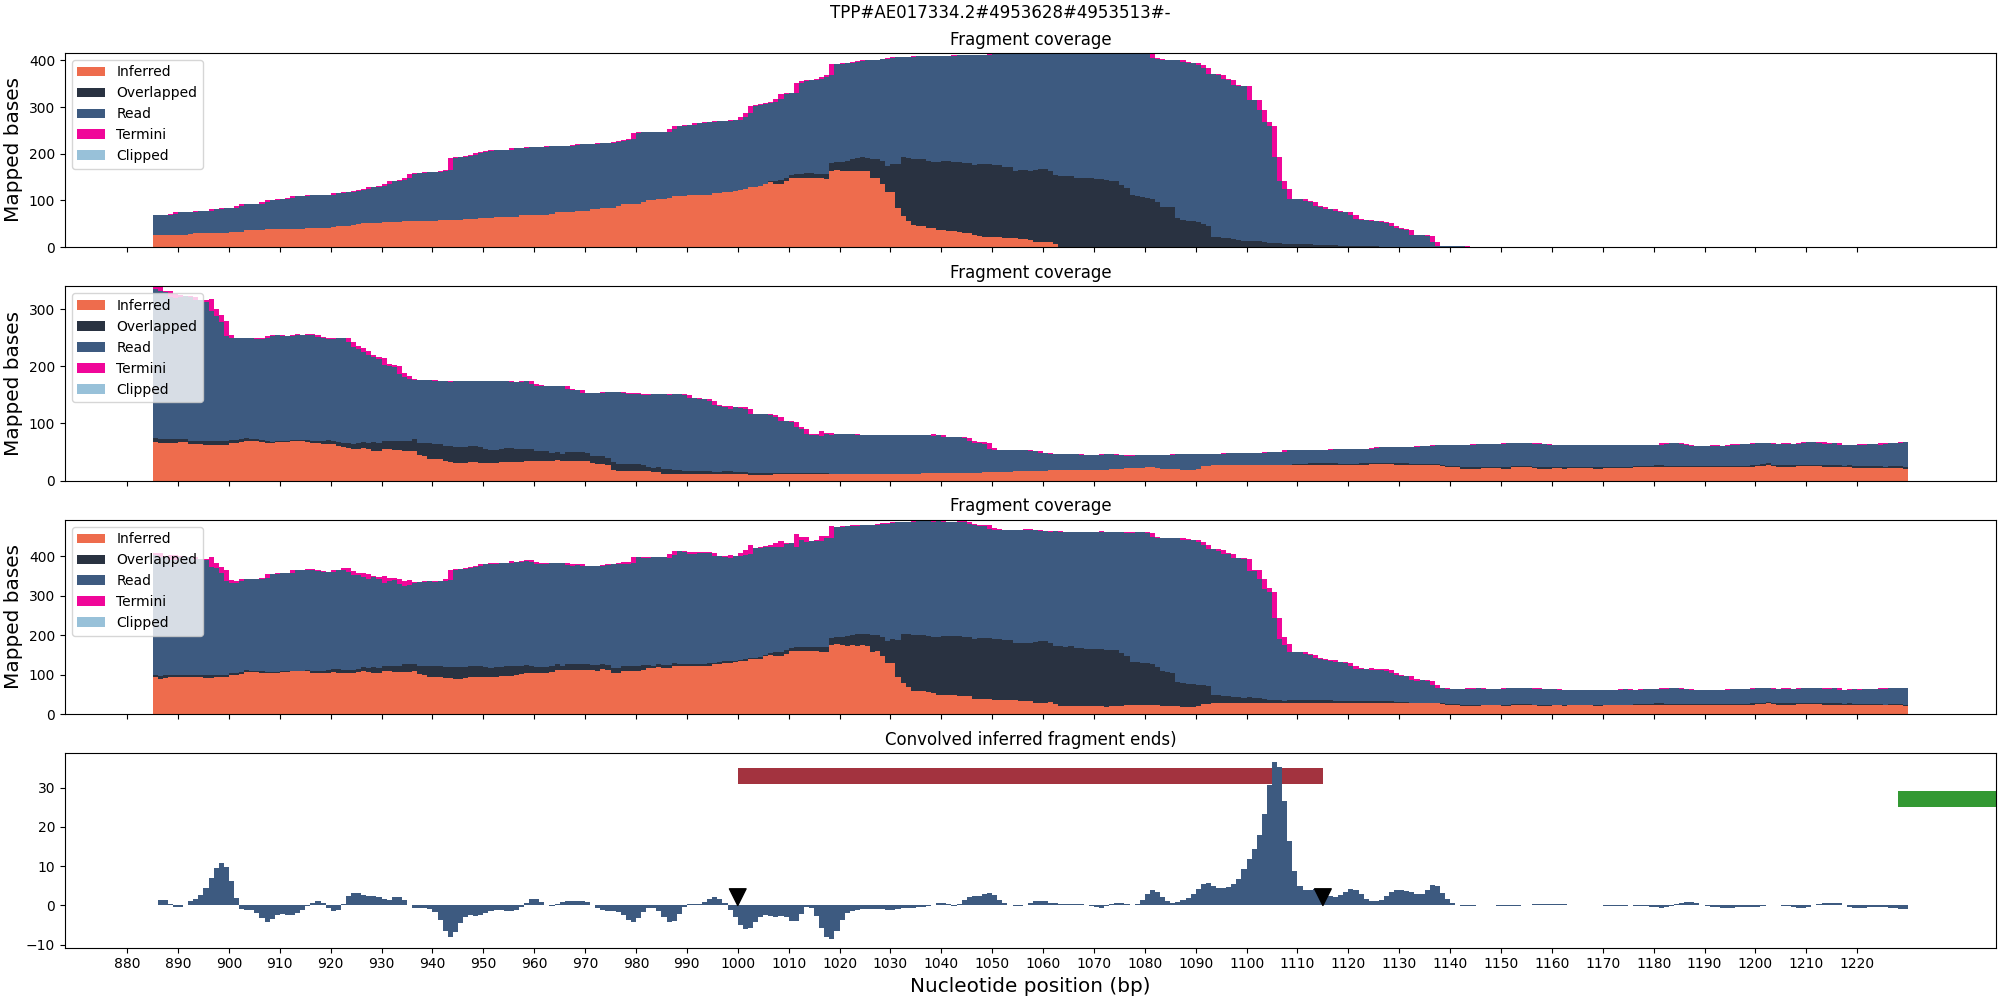 TPP#AE017334.2#4953628#4953513#-
Fragment coverage
Mapped bases
400
300
200
100
0
Inferred
Overlapped
Read
Termini
Clipped
Fragment coverage
Mapped bases
300
200
100
0
Inferred
Overlapped
Read
Termini
Clipped
Fragment coverage
Mapped bases
400
300
200
100
0
Inferred
Overlapped
Read
Termini
Clipped
Convolved inferred fragment ends)
30
20
10
0
−10
880 890 900 910 920 930 940 950 960 970 980 990 1000 1010 1020 1030 1040 1050 1060 1070 1080 1090 1100 1110 1120 1130 1140 1150 1160 1170 1180 1190 1200 1210 1220
Nucleotide position (bp)